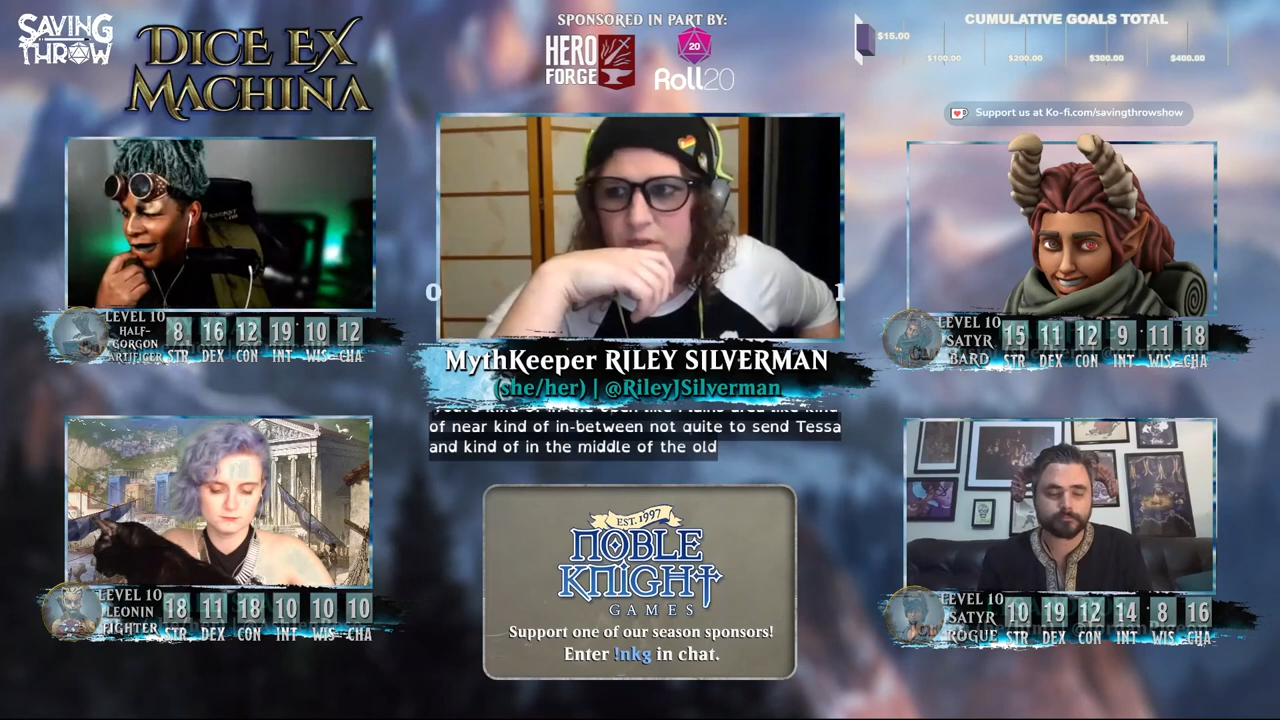 SAVING THROW
DICE EX
MACHINA
SPONSORED IN PART BY:
HERO
FORGE
20
Roll20
CUMULATIVE GOALS TOTAL
$15.00
$100.00 $200.00 $300.00 $400.00
Support us at Ko-fi.com/savingthrowshow
0
1
LEVEL 10
HALF-
GORGON
ARTIFICER
8 16 12 19 10 12
STR DEX CON INT WIS CHA
MythKeeper RILEY SILVERMAN
(she/her) | @RileyJSilverman
LEVEL 10
SATYR
BARD
15 11 12 9 11 18
STR DEX CON INT WIS CHA
of near kind of in-between not quite to send Tessa
and kind of in the middle of the old
LEVEL 10
LEONIN
FIGHTER
18 11 18 10 10 10
STR DEX CON INT WIS CHA
EST. 1997
NOBLE
KNIGHT
GAMES
Support one of our season sponsors!
Enter !nkg in chat.
LEVEL 10
SATYR
ROGUE
10 19 12 14 8 16
STR DEX CON INT WIS CHA